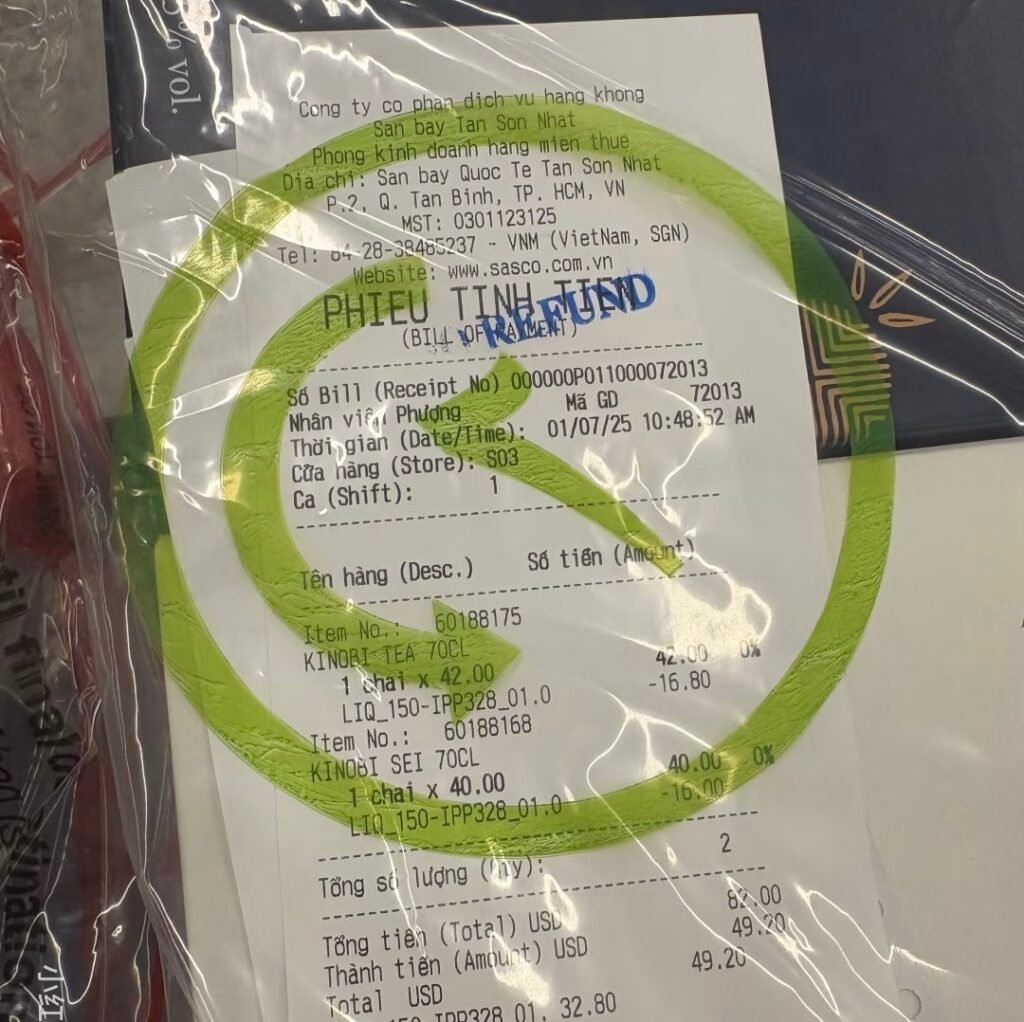 % vol.
Cong ty co phan dich vu hang khong
San bay Tan Son Nhat
Phong kinh doanh hang mien thue
Dia chi: San bay Quoc Te Tan Son Nhat
P.2, Q. Tan Binh, TP. HCM, VN
MST: 0301123125
Tel: 84-28-38485237 - VNM (VietNam, SGN)
Website: www.sasco.com.vn
PHIEU TINH TIEN
REFUND
(BILL OF PAYMENT)
Số Bill (Receipt No) 000000P011000072013
Nhân viên Phượng Mã GD 72013
Thời gian (Date/Time): 01/07/25 10:48:52 AM
Cửa hàng (Store): S03
Ca (Shift): 1
Tên hàng (Desc.) Số tiền (Amount)
Item No.: 60188175
KINOBI TEA 70CL 42.00 0%
1 chai x 42.00 -16.80
LIQ_150-IPP328_01.0
Item No.: 60188168
KINOBI SEI 70CL 40.00 0%
1 chai x 40.00 -16.00
LIQ_150-IPP328_01.0
Tổng số lượng 2
Tổng tiền (Total) USD 82.00
Thành tiền (Amount) USD 49.20
Total USD 49.20
IPP328_01. 32.80
until final
小红